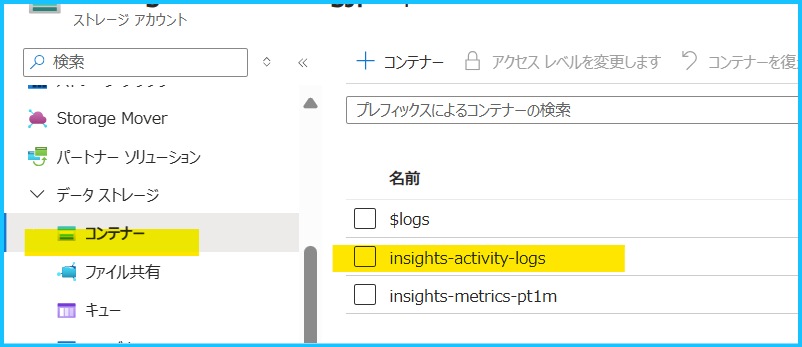 ストレージ アカウント
検索
＋ コンテナー
アクセス レベルを変更します
コンテナーを復
Storage Mover
プレフィックスによるコンテナーの検索
パートナー ソリューション
データ ストレージ
名前
コンテナー
$logs
insights-activity-logs
ファイル共有
insights-metrics-pt1m
キュー